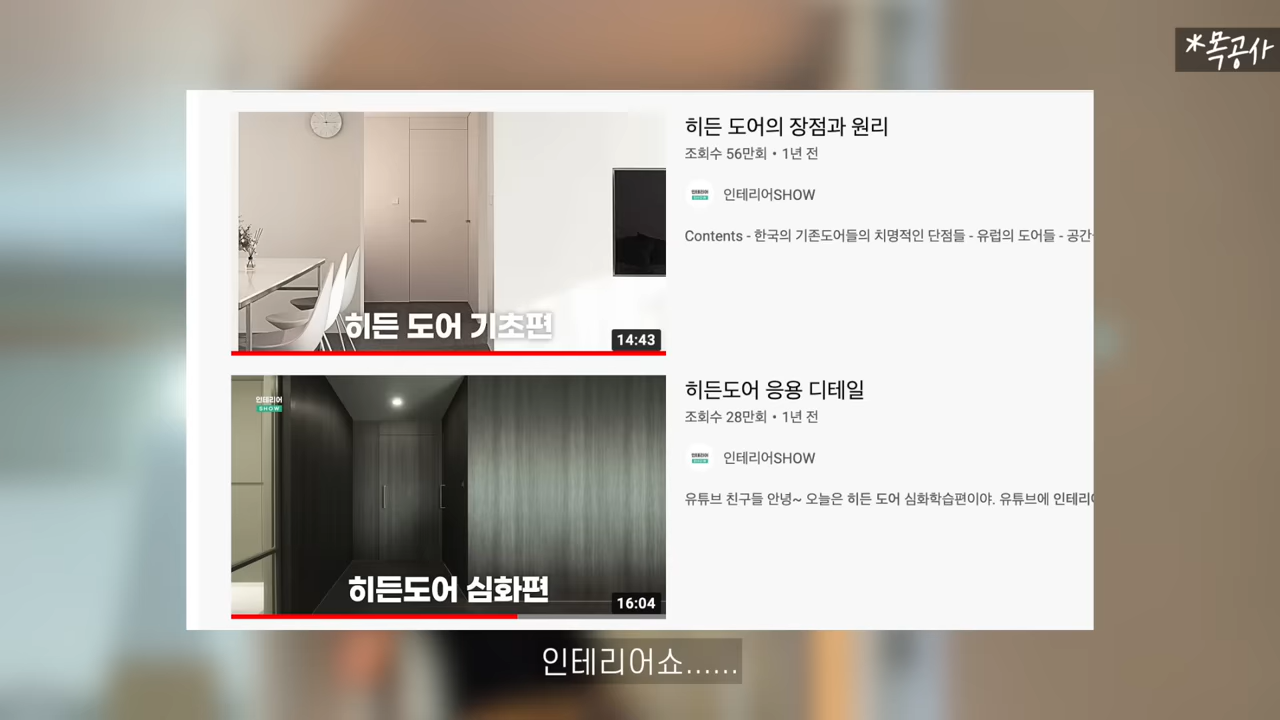 *목공사
히든 도어의 장점과 원리
조회수 56만회 • 1년 전
인테리어SHOW
Contents - 한국의 기존도어들의 치명적인 단점들 - 유럽의 도어들 - 공간
히든 도어 기초편
14:43
인테리어
SHOW
히든도어 응용 디테일
조회수 28만회 • 1년 전
인테리어SHOW
유튜브 친구들 안녕~ 오늘은 히든 도어 심화학습편이야. 유튜브에 인테리
히든도어 심화편
16:04
인테리어쇼......